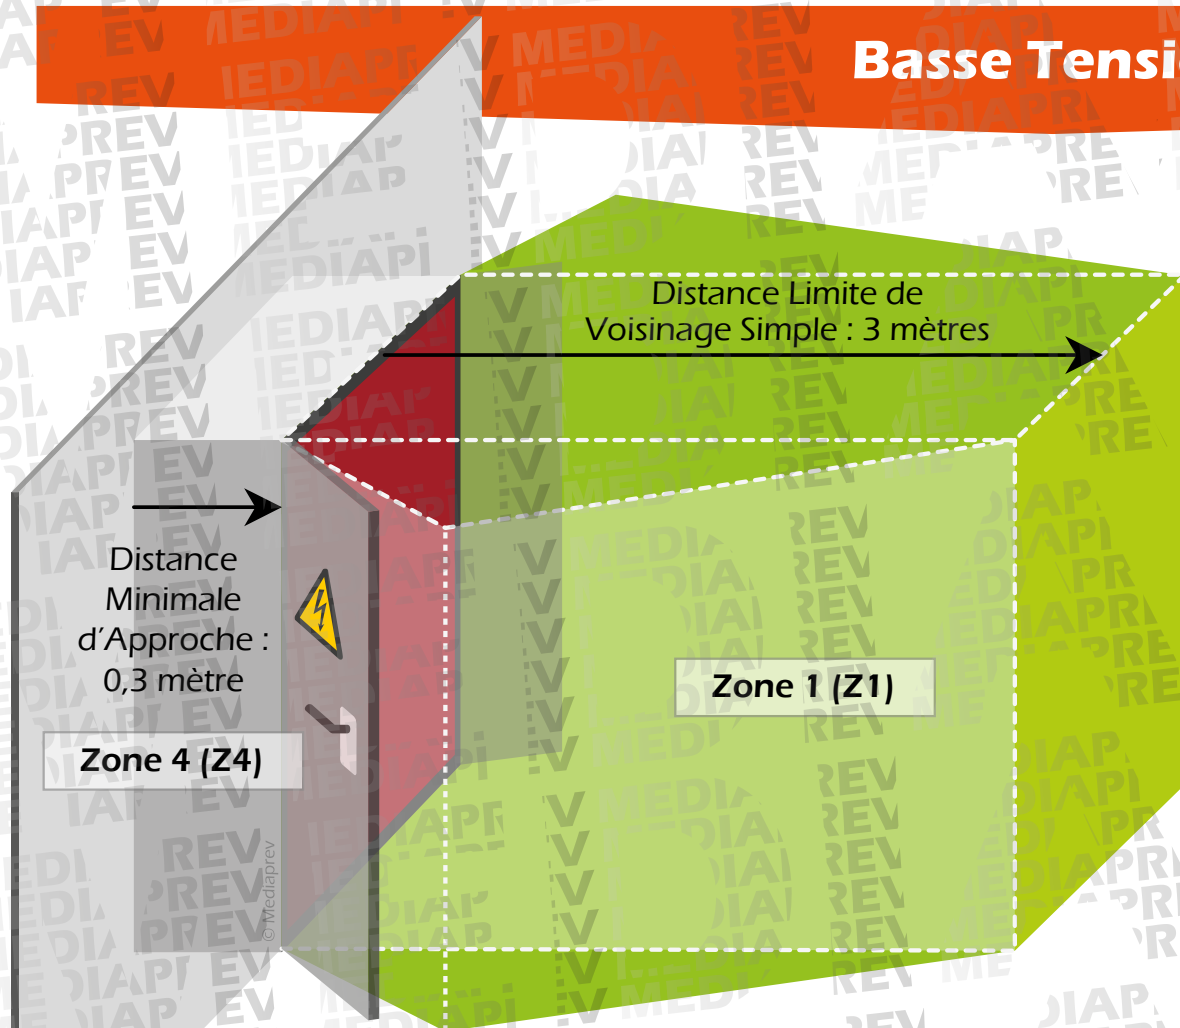 Basse Tensi
Distance Limite de
Voisinage Simple : 3 mètres
Distance
Minimale
d'Approche :
0,3 mètre
Zone 1 (Z1)
Zone 4 (Z4)
© Mediaprev